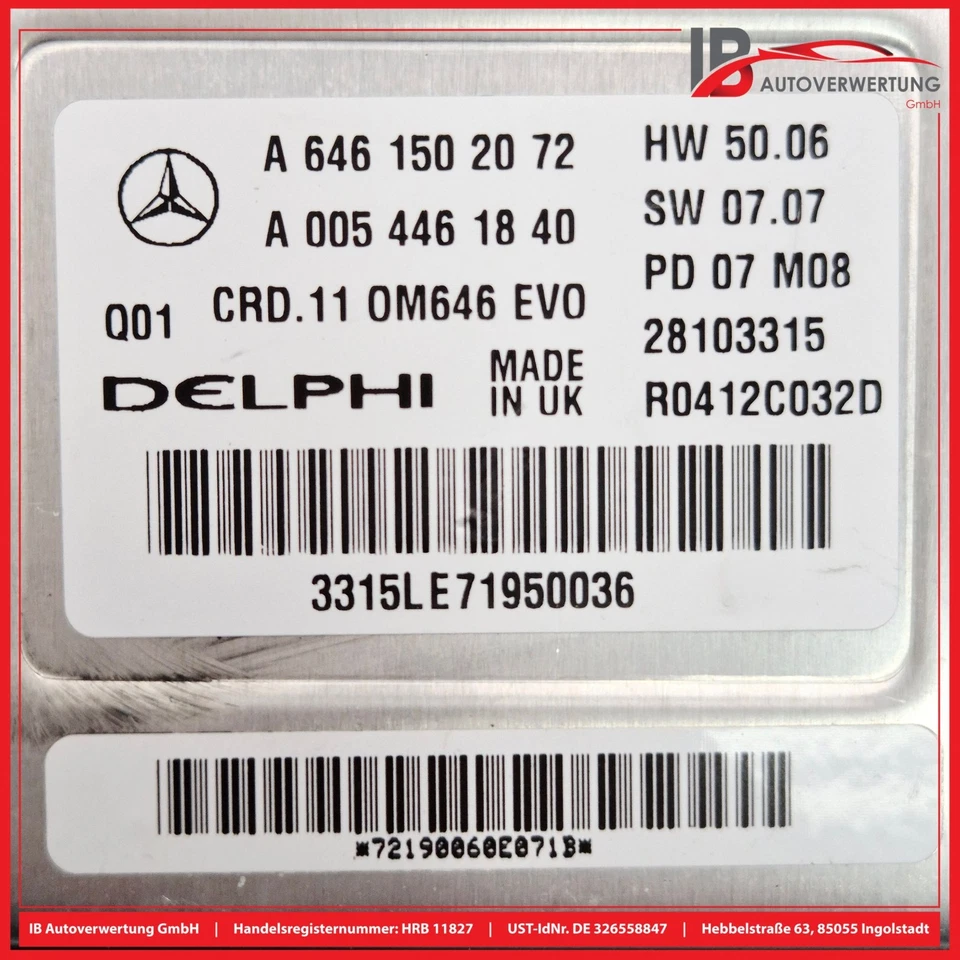 IB
AUTOVERWERTUNG
GmbH
A 646 150 20 72
A 005 446 18 40
Q01
CRD.11 OM646 EVO
DELPHI
MADE
IN UK
HW 50.06
SW 07.07
PD 07 M08
28103315
R0412C032D
3315LE71950036
*72190060E071B*
IB Autoverwertung GmbH | Handelsregisternummer: HRB 11827 | UST-IdNr. DE 326558847 | Hebbelstraße 63, 85055 Ingolstadt